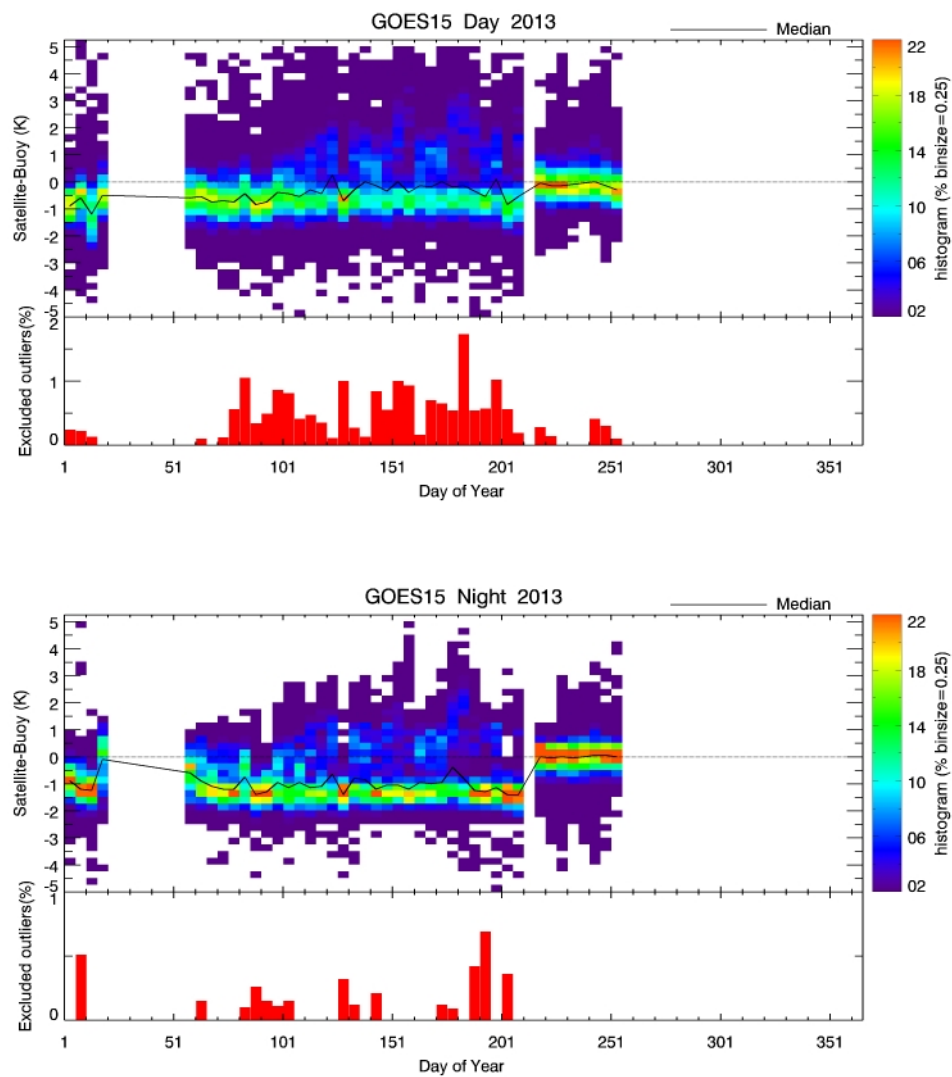 GOES15 Day 2013
Median
Satellite-Buoy (K)
5
4
3
2
1
0
-1
-2
-3
-4
-5
22
18
14
10
06
02
histogram (% binsize=0.25)
Excluded outliers(%)
2
1
0
1 51 101 151 201 251 301 351
Day of Year
GOES15 Night 2013
Median
Satellite-Buoy (K)
5
4
3
2
1
0
-1
-2
-3
-4
-5
22
18
14
10
06
02
histogram (% binsize=0.25)
Excluded outliers(%)
1
0
1 51 101 151 201 251 301 351
Day of Year